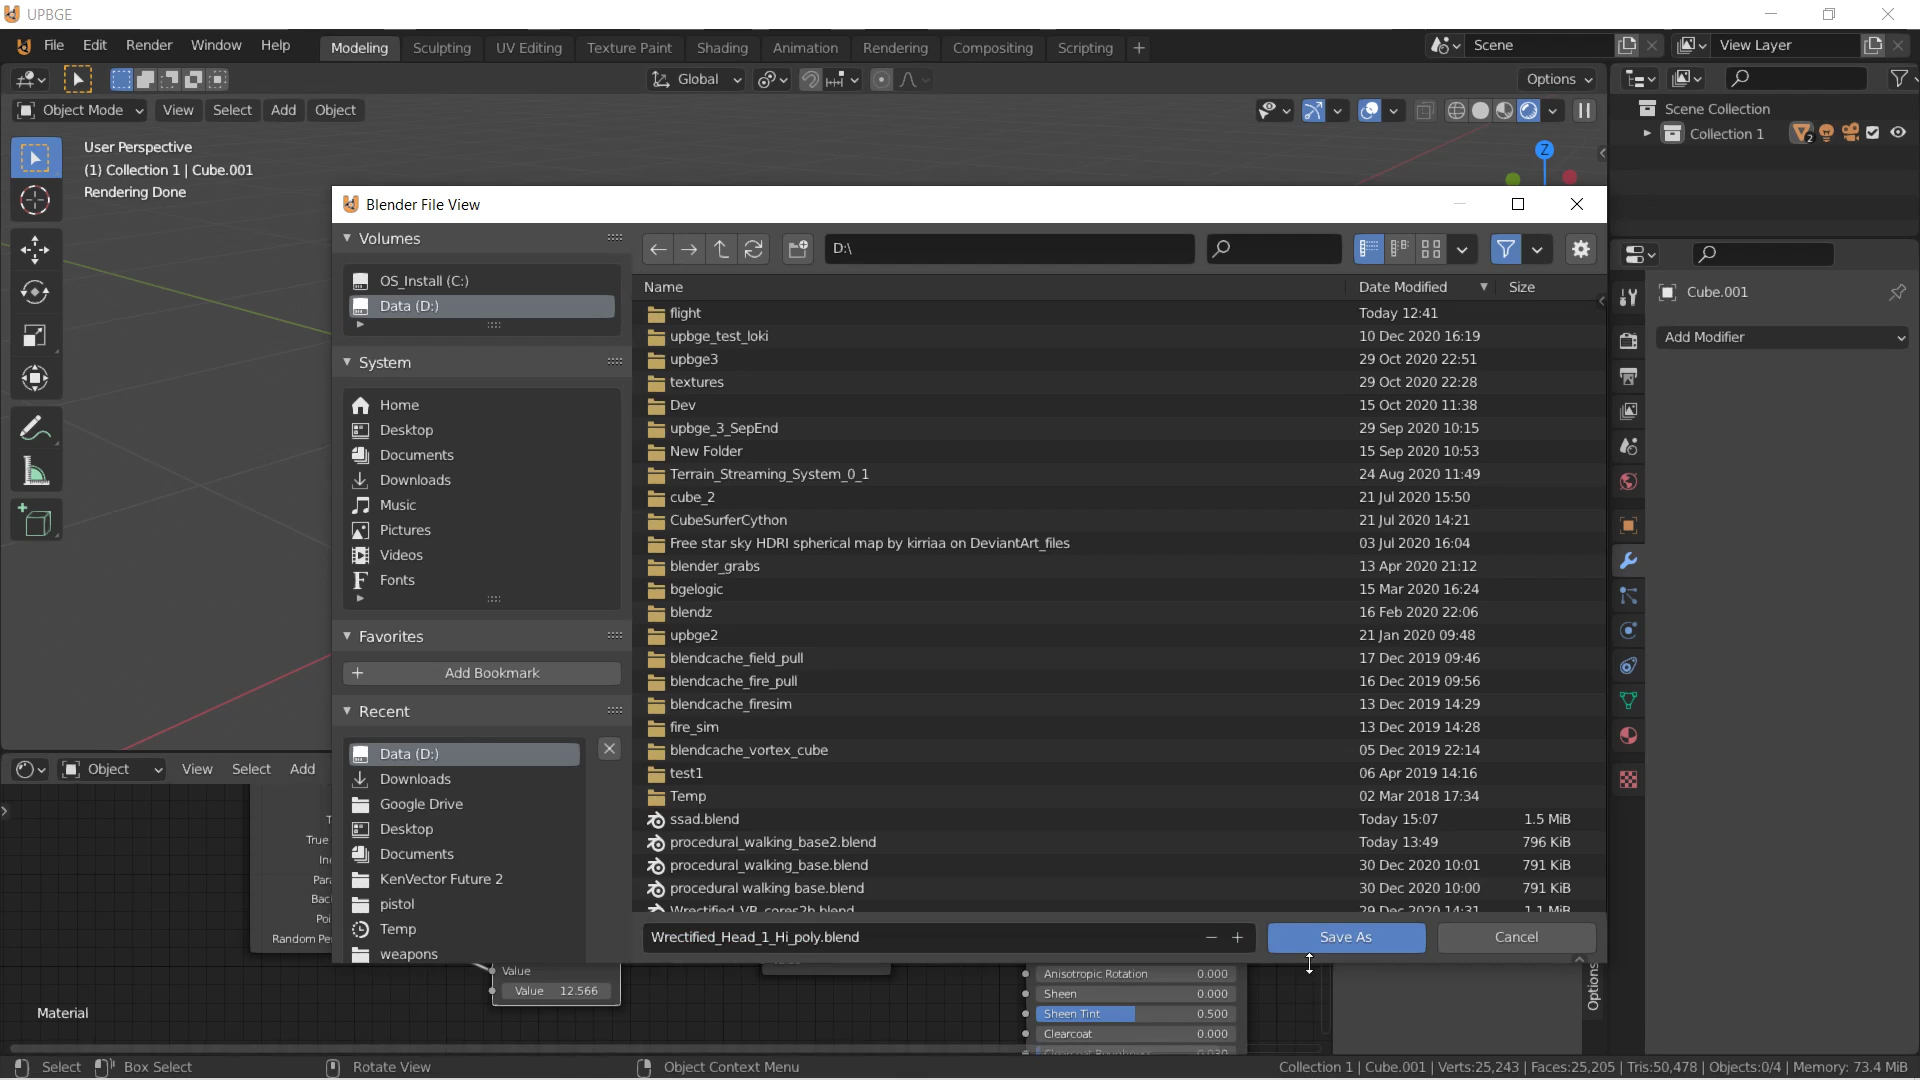 UPBGE
File Edit Render Window Help Modeling Sculpting UV Editing Texture Paint Shading Animation Rendering Compositing Scripting + Scene View Layer
Global Options
Object Mode View Select Add Object
Scene Collection
Collection 1 2
User Perspective
(1) Collection 1 | Cube.001
Rendering Done
Z
Blender File View
Volumes
OS_Install (C:)
Data (D:)
System
Home
Desktop
Documents
Downloads
Music
Pictures
Videos
Fonts
Favorites
Add Bookmark
Recent
Data (D:)
Downloads
Google Drive
Desktop
Documents
KenVector Future 2
pistol
Temp
weapons
D:\
Name Date Modified Size
flight Today 12:41
upbge_test_loki 10 Dec 2020 16:19
upbge3 29 Oct 2020 22:51
textures 29 Oct 2020 22:28
Dev 15 Oct 2020 11:38
upbge_3_SepEnd 29 Sep 2020 10:15
New Folder 15 Sep 2020 10:53
Terrain_Streaming_System_0_1 24 Aug 2020 11:49
cube_2 21 Jul 2020 15:50
CubeSurferCython 21 Jul 2020 14:21
Free star sky HDRI spherical map by kirriaa on DeviantArt_files 03 Jul 2020 16:04
blender_grabs 13 Apr 2020 21:12
bgelogic 15 Mar 2020 16:24
blendz 16 Feb 2020 22:06
upbge2 21 Jan 2020 09:48
blendcache_field_pull 17 Dec 2019 09:46
blendcache_fire_pull 16 Dec 2019 09:56
blendcache_firesim 13 Dec 2019 14:29
fire_sim 13 Dec 2019 14:28
blendcache_vortex_cube 05 Dec 2019 22:14
test1 06 Apr 2019 14:16
Temp 02 Mar 2018 17:34
ssad.blend Today 15:07 1.5 MiB
procedural_walking_base2.blend Today 13:49 796 KiB
procedural_walking_base.blend 30 Dec 2020 10:01 791 KiB
procedural walking base.blend 30 Dec 2020 10:00 791 KiB
Wrectified_VR_cores2b.blend 29 Dec 2020 14:31 1.1 MiB
Wrectified_Head_1_Hi_poly.blend Save As Cancel
Cube.001
Add Modifier
Object View Select Add
True
Random Pe
Value
Value 12.566
Anisotropic Rotation 0.000
Sheen 0.000
Sheen Tint 0.500
Clearcoat 0.000
Options
Material
Select Box Select Rotate View Object Context Menu Collection 1 | Cube.001 | Verts:25,243 | Faces:25,205 | Tris:50,478 | Objects:0/4 | Memory: 73.4 MiB